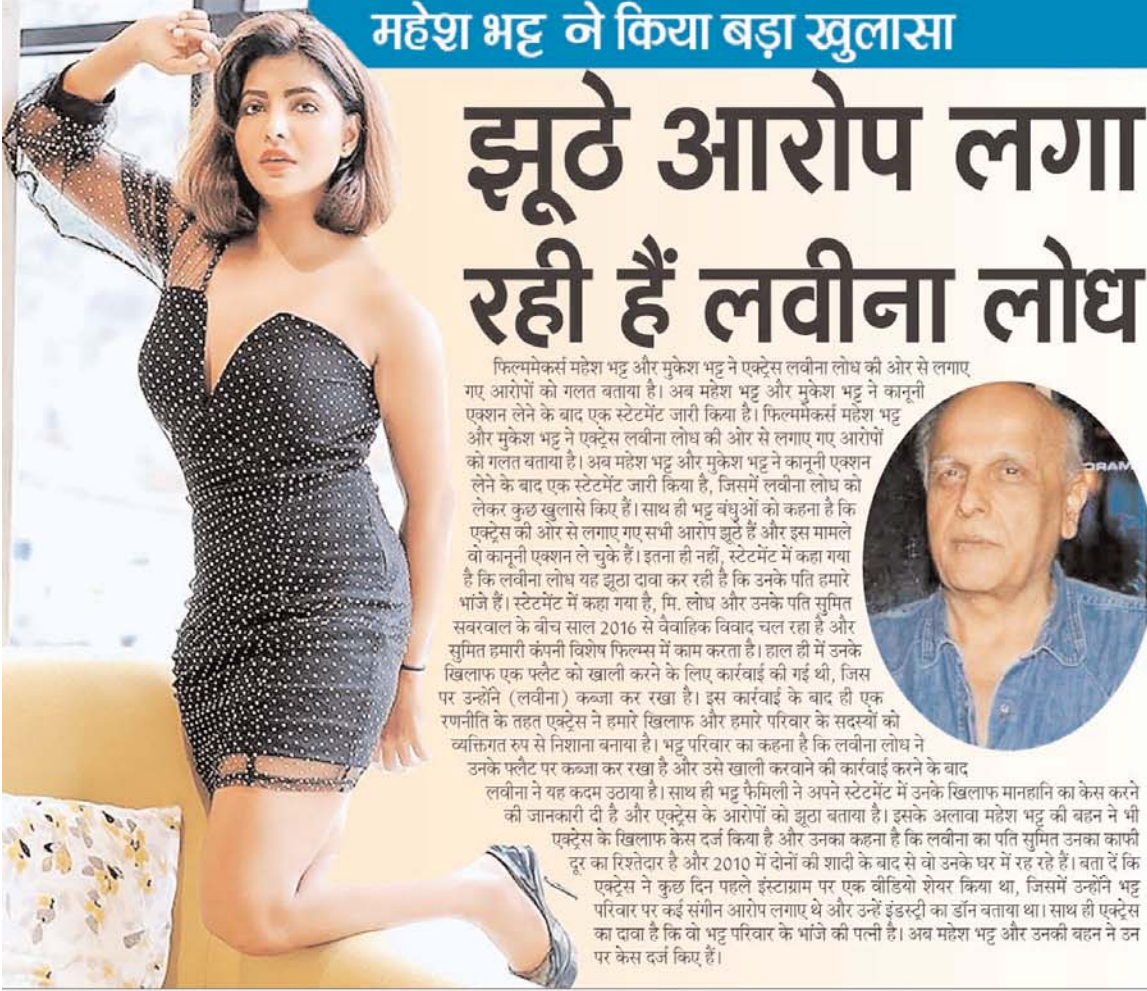 महेश भट्ट ने किया बड़ा खुलासा
झूठे आरोप लगा
रही हैं लवीना लोध
फिल्ममेकर्स महेश भट्ट और मुकेश भट्ट ने एक्ट्रेस लवीना लोध की ओर से लगाए
गए आरोपों को गलत बताया है। अब महेश भट्ट और मुकेश भट्ट ने कानूनी
एक्शन लेने के बाद एक स्टेटमेंट जारी किया है। फिल्ममेकर्स महेश भट्ट
और मुकेश भट्ट ने एक्ट्रेस लवीना लोध की ओर से लगाए गए आरोपों
को गलत बताया है। अब महेश भट्ट और मुकेश भट्ट ने कानूनी एक्शन
लेने के बाद एक स्टेटमेंट जारी किया है, जिसमें लवीना लोध को
लेकर कुछ खुलासे किए हैं। साथ ही भट्ट बंधुओं को कहना है कि
एक्ट्रेस की ओर से लगाए गए सभी आरोप झूठे हैं और इस मामले
वो कानूनी एक्शन ले चुके हैं। इतना ही नहीं, स्टेटमेंट में कहा गया
है कि लवीना लोध यह झूठा दावा कर रही है कि उनके पति हमारे
भांजे हैं। स्टेटमेंट में कहा गया है, मि. लोध और उनके पति सुमित
सबरवाल के बीच साल 2016 से वैवाहिक विवाद चल रहा है और
सुमित हमारी कंपनी विशेष फिल्म्स में काम करता है। हाल ही में उनके
खिलाफ एक फ्लैट को खाली करने के लिए कार्रवाई की गई थी, जिस
पर उन्होंने (लवीना) कब्जा कर रखा है। इस कार्रवाई के बाद ही एक
रणनीति के तहत एक्ट्रेस ने हमारे खिलाफ और हमारे परिवार के सदस्यों को
व्यक्तिगत रुप से निशाना बनाया है। भट्ट परिवार का कहना है कि लवीना लोध ने
उनके फ्लैट पर कब्जा कर रखा है और उसे खाली करवाने की कार्रवाई करने के बाद
लवीना ने यह कदम उठाया है। साथ ही भट्ट फैमिली ने अपने स्टेटमेंट में उनके खिलाफ मानहानि का केस करने
की जानकारी दी है और एक्ट्रेस के आरोपों को झूठा बताया है। इसके अलावा महेश भट्ट की बहन ने भी
एक्ट्रेस के खिलाफ केस दर्ज किया है और उनका कहना है कि लवीना का पति सुमित उनका काफी
दूर का रिश्तेदार है और 2010 में दोनों की शादी के बाद से वो उनके घर में रह रहे हैं। बता दें कि
एक्ट्रेस ने कुछ दिन पहले इंस्टाग्राम पर एक वीडियो शेयर किया था, जिसमें उन्होंने भट्ट
परिवार पर कई संगीन आरोप लगाए थे और उन्हें इंडस्ट्री का डॉन बताया था। साथ ही एक्ट्रेस
का दावा है कि वो भट्ट परिवार के भांजे की पत्नी है। अब महेश भट्ट और उनकी बहन ने उन
पर केस दर्ज किए हैं।
ORAM